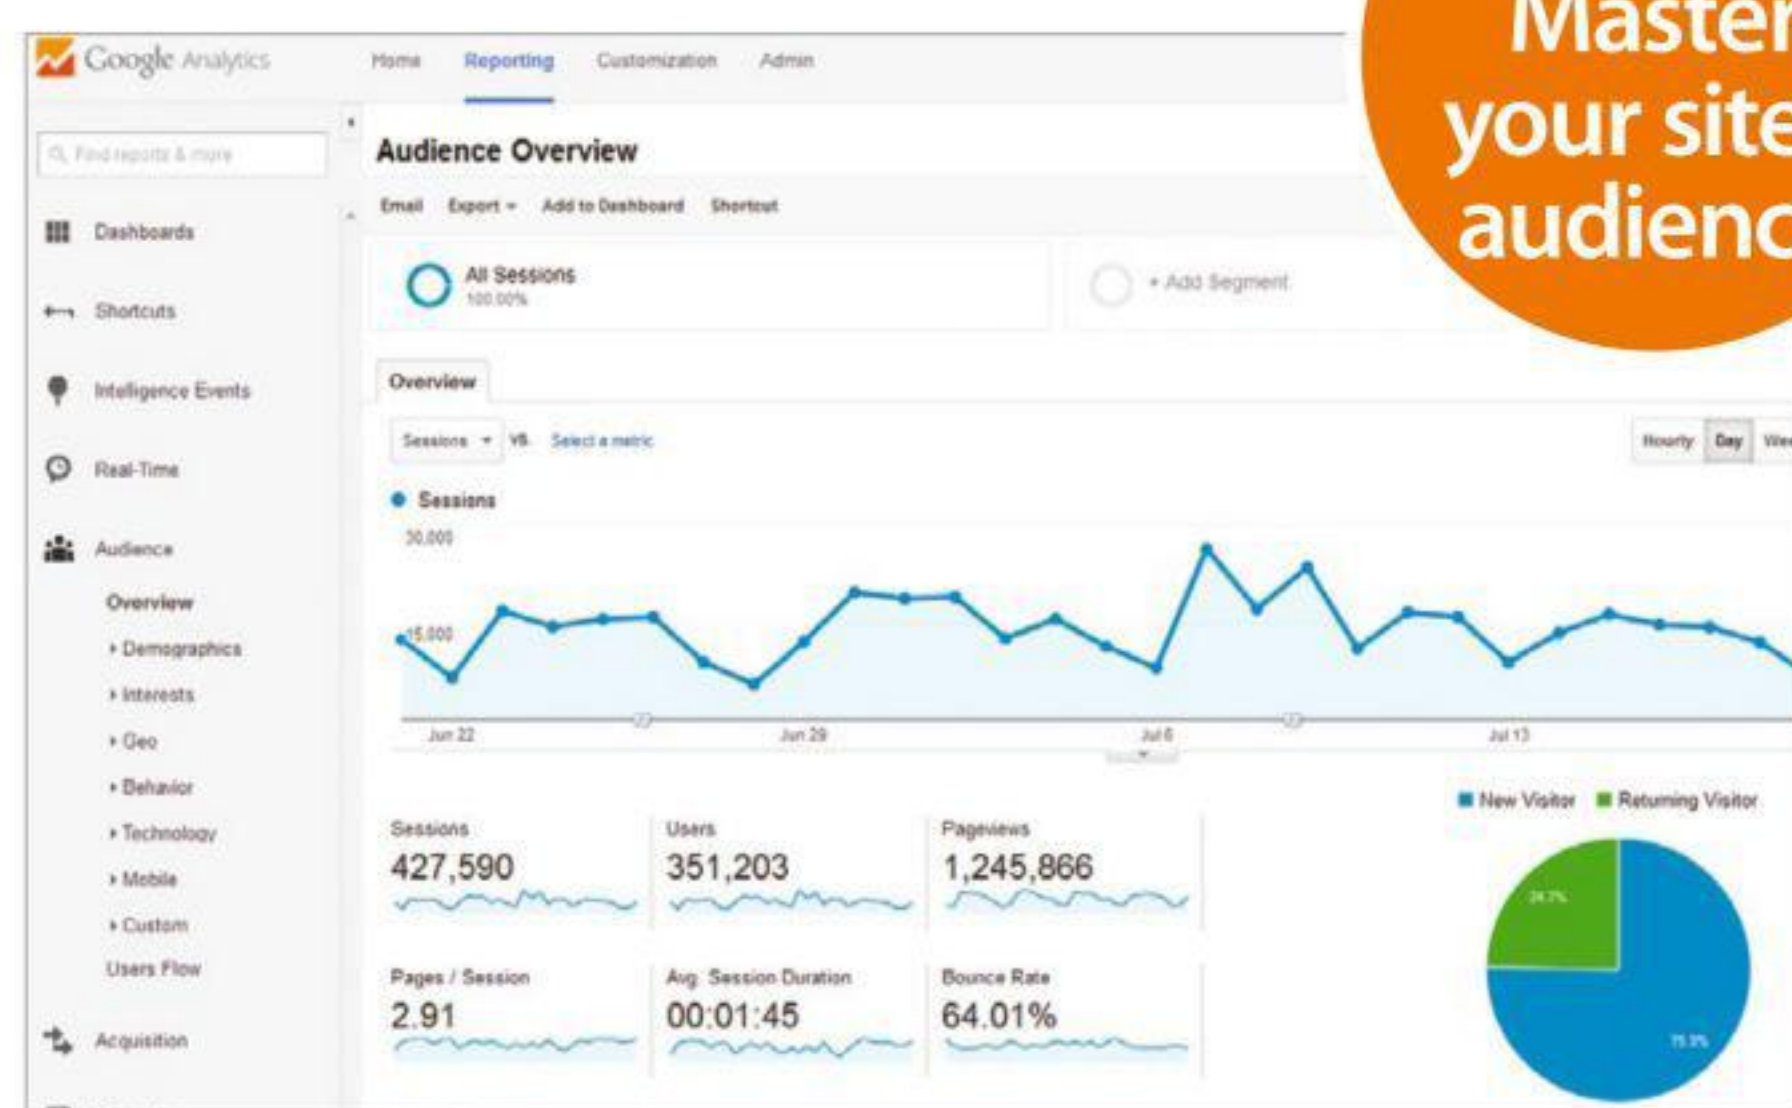 Master
your site
audienc
Google Analytics
Home Reporting Customization Admin
Find reports & more
Audience Overview
Email Export Add to Dashboard Shortcut
Dashboards
Shortcuts
Intelligence Events
Real-Time
Audience
Overview
Demographics
Interests
Geo
Behavior
Technology
Mobile
Custom
Users Flow
Acquisition
All Sessions
100.00%
+ Add Segment
Overview
Sessions VS. Select a metric
Hourly Day Wee
Sessions
30,000
15,000
Jun 22 Jun 29 Jul 6 Jul 13
New Visitor Returning Visitor
Sessions
427,590
Users
351,203
Pageviews
1,245,866
Pages / Session
2.91
Avg. Session Duration
00:01:45
Bounce Rate
64.01%
24.7%